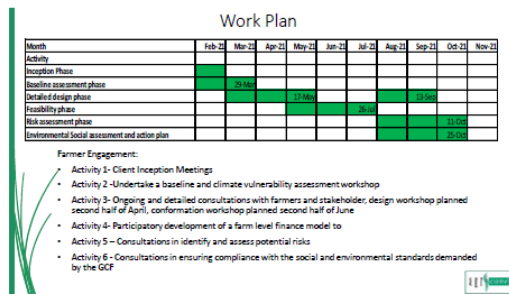 Work Plan
Month Feb-21 Mar-21 Apr-21 May-21 Jun-21 Jul-21 Aug-21 Sep-21 Oct-21 Nov-21
Activity
Inception Phase
Baseline assessment phase 29-Mar
Detailed design phase 17-May 13-Sep
Feasibility phase 26-Jul
Risk assessment phase 11-Oct
Environmental Social assessment and action plan 25-Oct
Farmer Engagement:
• Activity 1- Client Inception Meetings
• Activity 2 -Undertake a baseline and climate vulnerability assessment workshop
• Activity 3- Ongoing and detailed consultations with farmers and stakeholder, design workshop planned
second half of April, conformation workshop planned second half of June
• Activity 4- Participatory development of a farm level finance model to
• Activity 5 – Consultations in identify and assess potential risks
• Activity 6 - Consultations in ensuring compliance with the social and environmental standards demanded
by the GCF